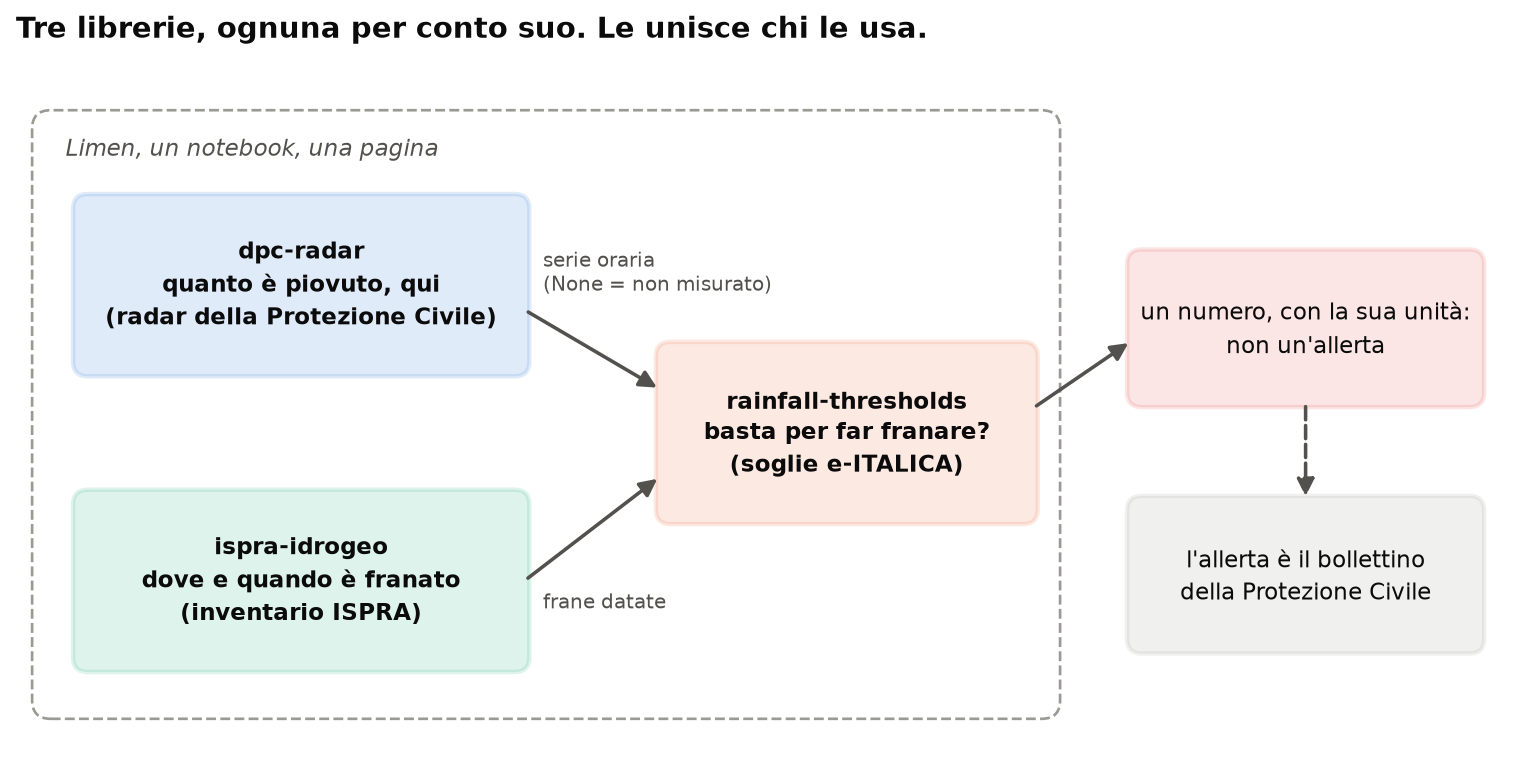 Tre librerie, ognuna per conto suo. Le unisce chi le usa.
Limen, un notebook, una pagina
dpc-radar
quanto è piovuto, qui
(radar della Protezione Civile)
serie oraria
(None = non misurato)
rainfall-thresholds
basta per far franare?
(soglie e-ITALICA)
ispra-idrogeo
dove e quando è franato
(inventario ISPRA)
frane datate
un numero, con la sua unità:
non un'allerta
l'allerta è il bollettino
della Protezione Civile